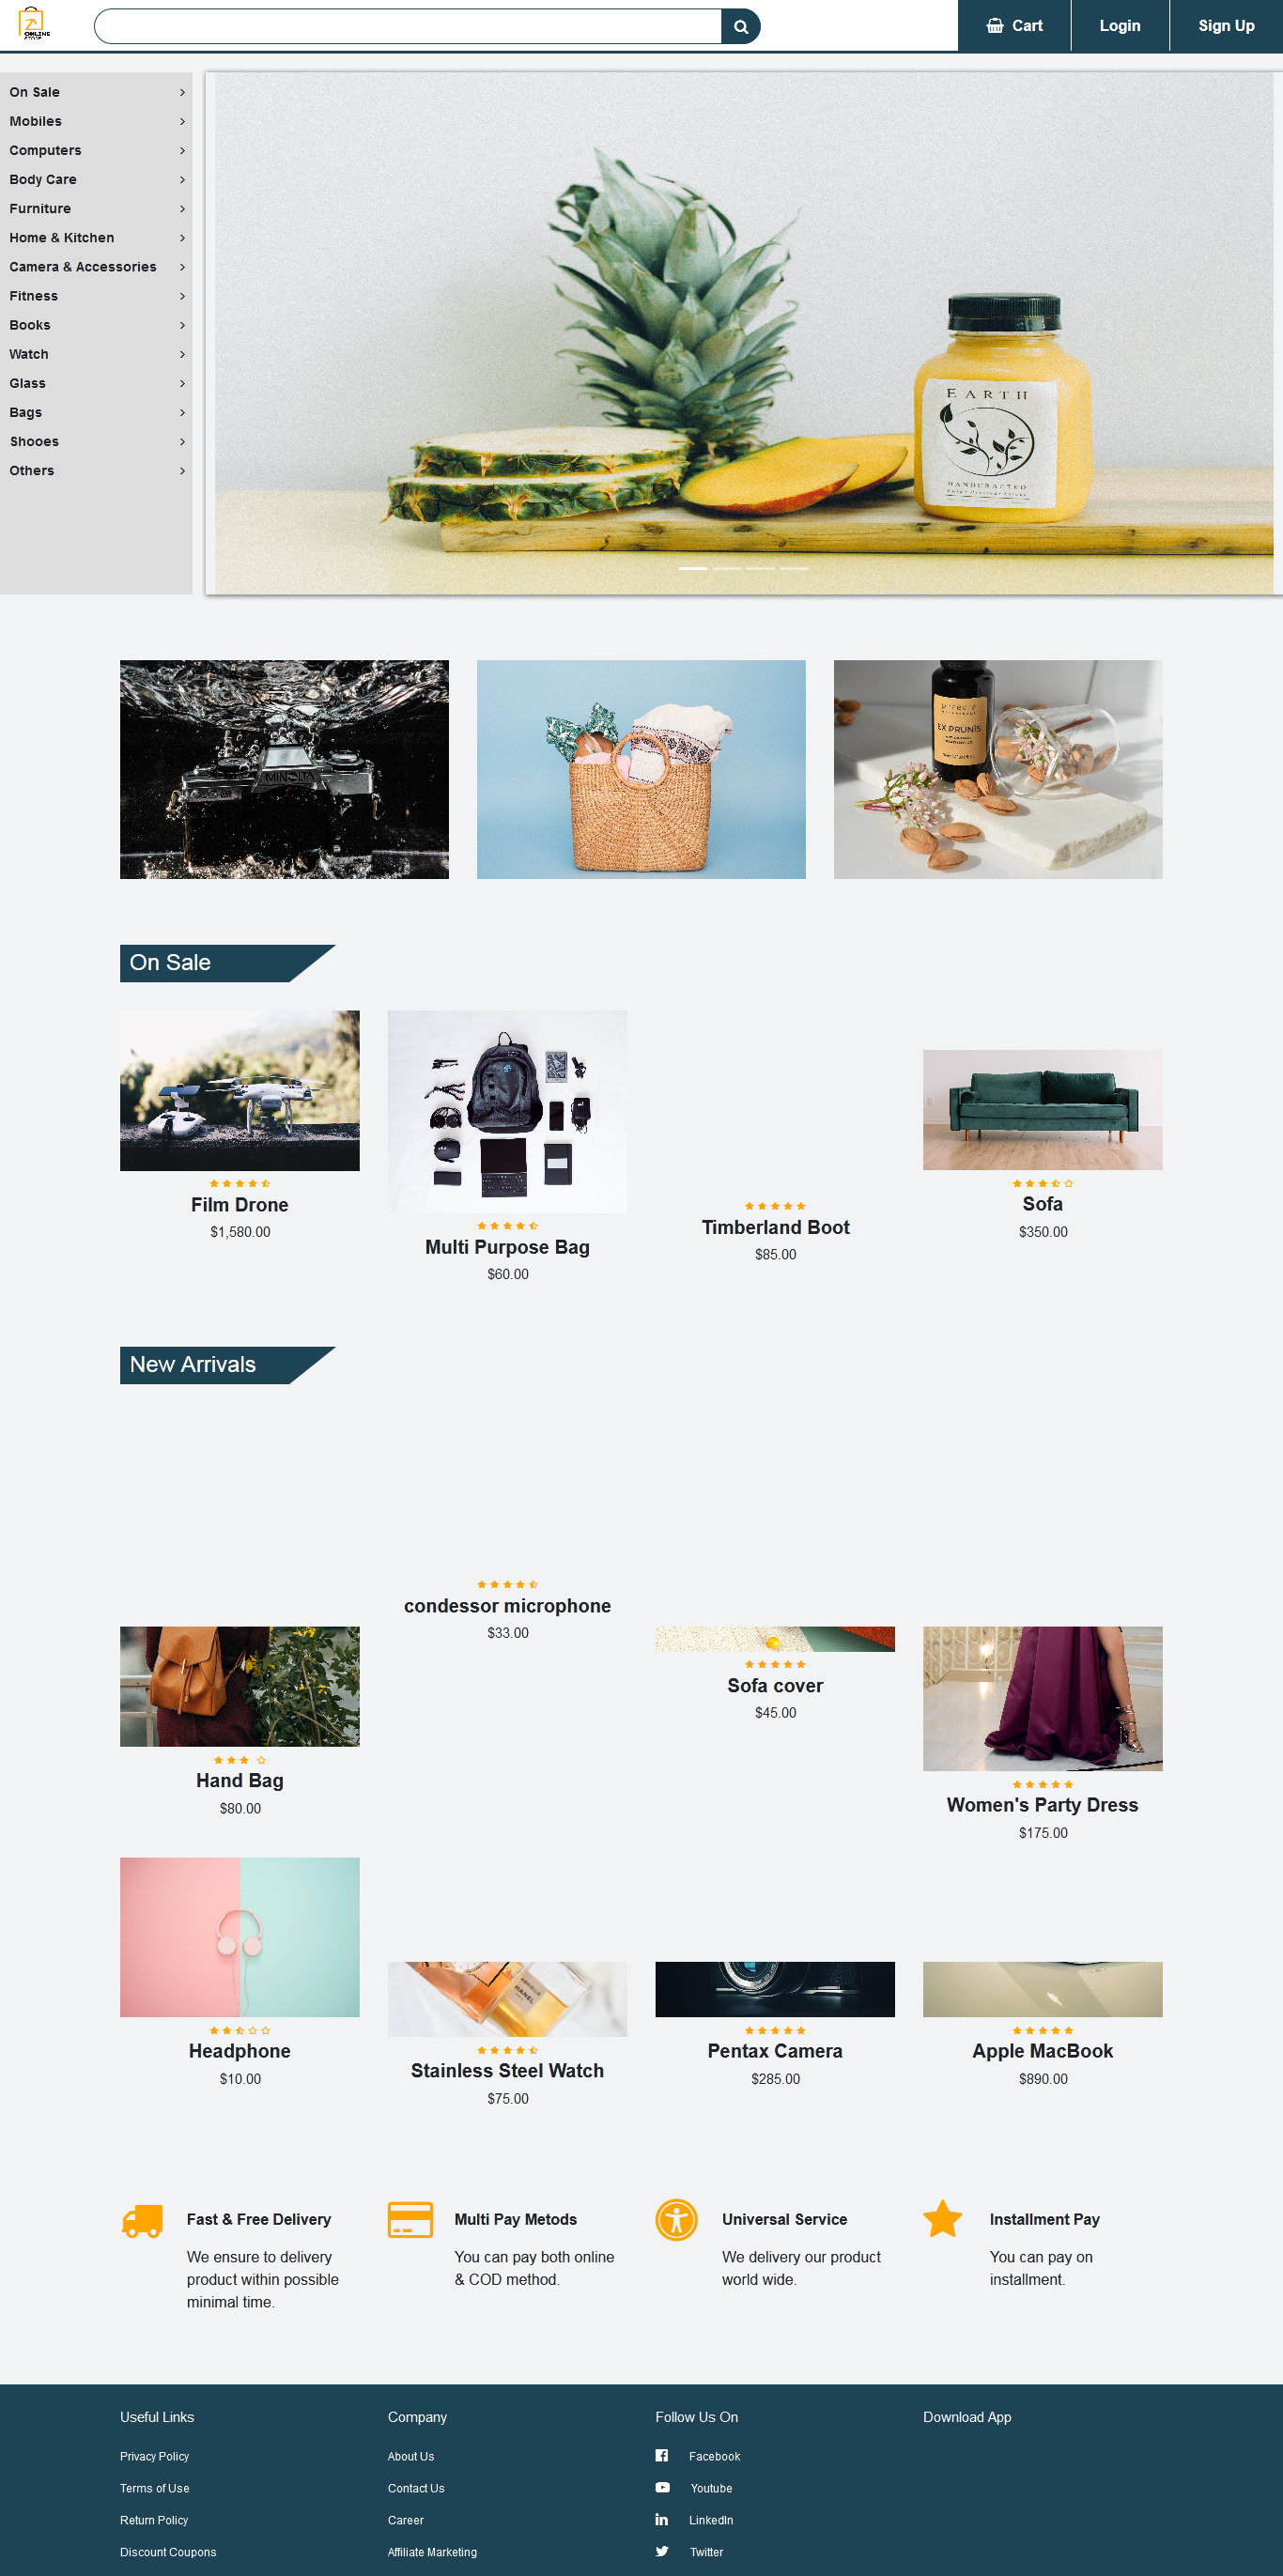 ONLINE
STORE
Cart
Login
Sign Up
On Sale
Mobiles
Computers
Body Care
Furniture
Home & Kitchen
Camera & Accessories
Fitness
Books
Watch
Glass
Bags
Shooes
Others
EARTH
HANDCRAFTED
MINOLTA
EX PRUNIS
On Sale
Film Drone
$1,580.00
Multi Purpose Bag
$60.00
Timberland Boot
$85.00
Sofa
$350.00
New Arrivals
condessor microphone
$33.00
Hand Bag
$80.00
Sofa cover
$45.00
Women's Party Dress
$175.00
Headphone
$10.00
Stainless Steel Watch
$75.00
Pentax Camera
$285.00
Apple MacBook
$890.00
Fast & Free Delivery
We ensure to delivery
product within possible
minimal time.
Multi Pay Metods
You can pay both online
& COD method.
Universal Service
We delivery our product
world wide.
Installment Pay
You can pay on
installment.
Useful Links
Privacy Policy
Terms of Use
Return Policy
Discount Coupons
Company
About Us
Contact Us
Career
Affiliate Marketing
Follow Us On
Facebook
Youtube
LinkedIn
Twitter
Download App